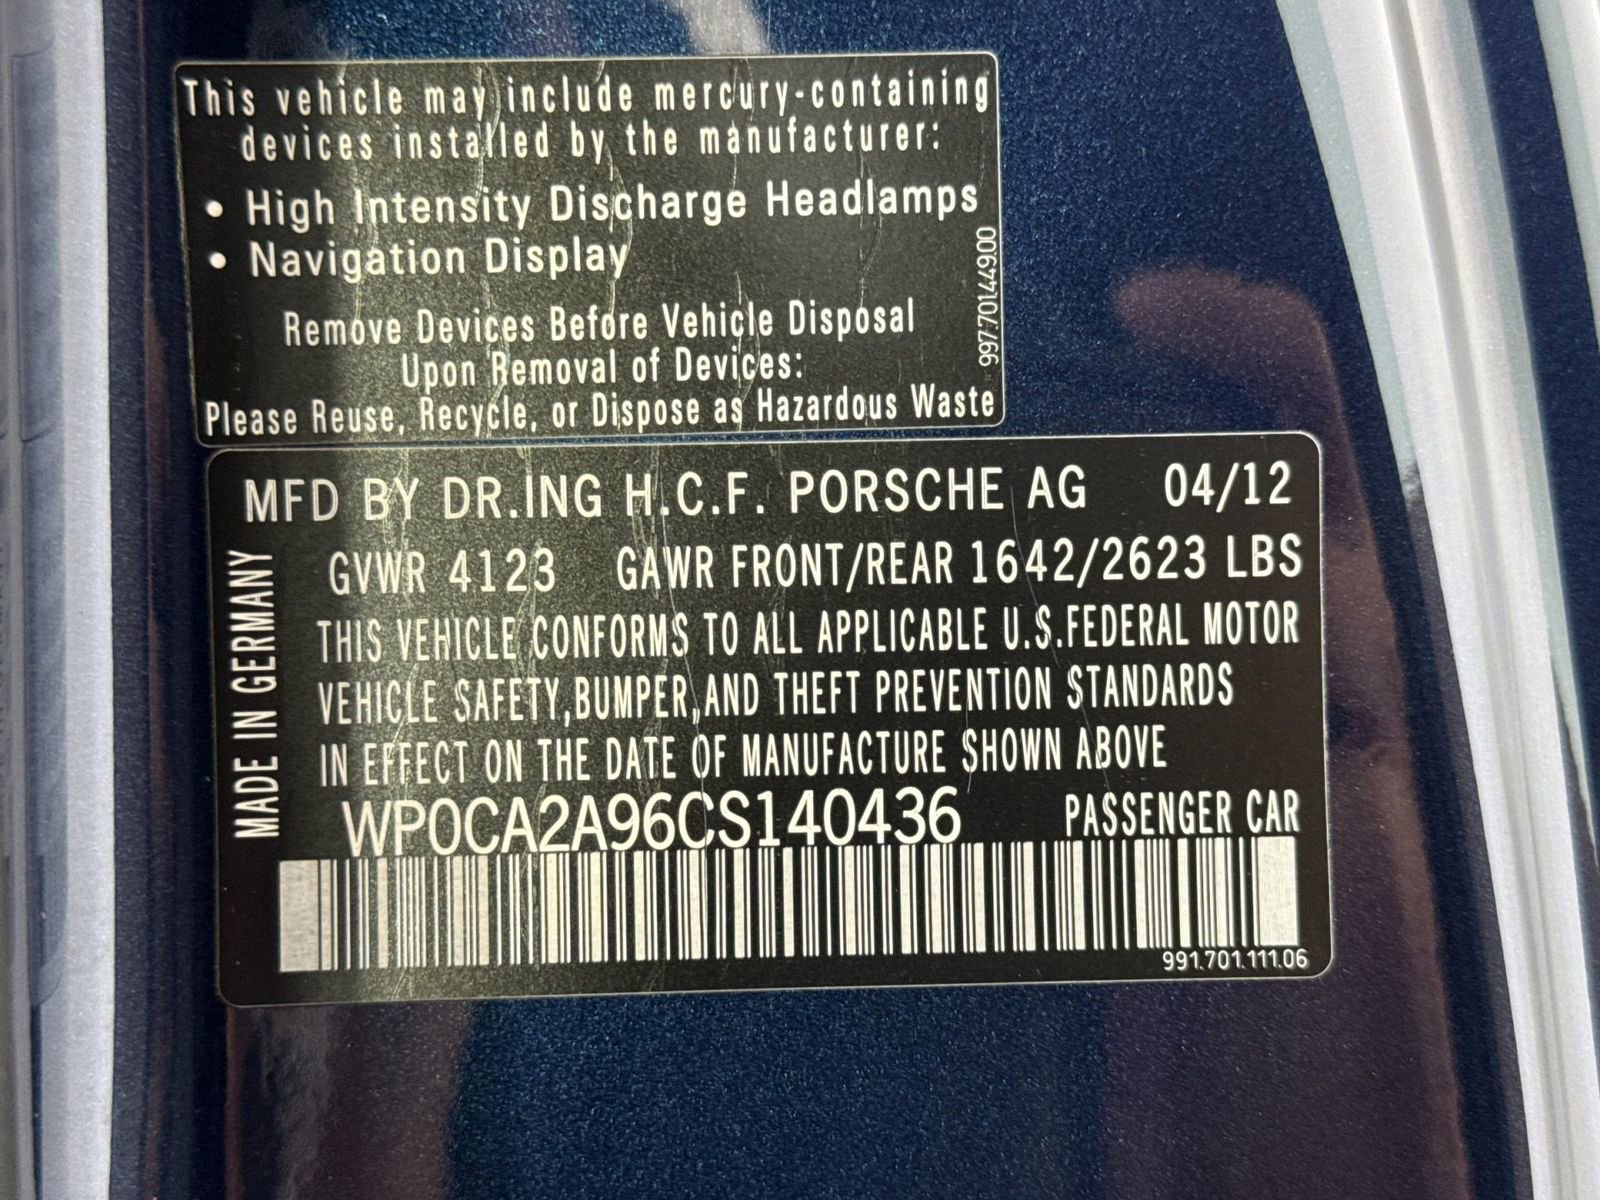 This vehicle may include mercury-containing
devices installed by the manufacturer:
• High Intensity Discharge Headlamps
• Navigation Display
Remove Devices Before Vehicle Disposal
Upon Removal of Devices:
Please Reuse, Recycle, or Dispose as Hazardous Waste
997.701.449.00
MFD BY DR.ING H.C.F. PORSCHE AG 04/12
GVWR 4123 GAWR FRONT/REAR 1642/2623 LBS
THIS VEHICLE CONFORMS TO ALL APPLICABLE U.S.FEDERAL MOTOR
VEHICLE SAFETY,BUMPER,AND THEFT PREVENTION STANDARDS
IN EFFECT ON THE DATE OF MANUFACTURE SHOWN ABOVE
WP0CA2A96CS140436 PASSENGER CAR
991.701.111.06
MADE IN GERMANY